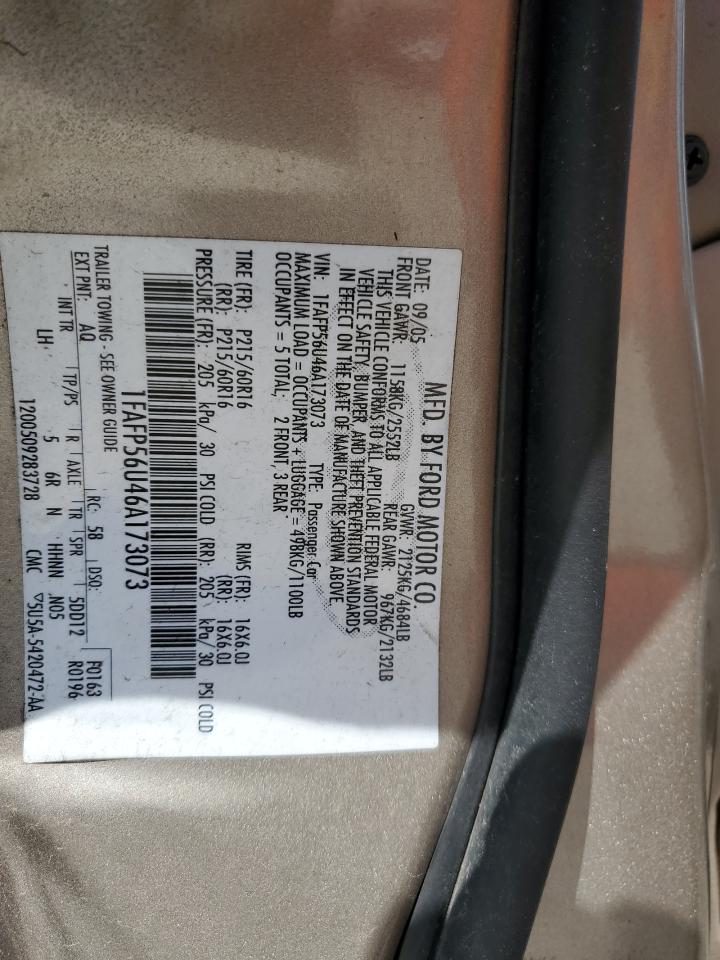 MFD. BY FORD MOTOR CO.
DATE: 09/05 GVWR: 2125KG/4684LB
FRONT GAWR: 1158KG/2552LB REAR GAWR: 967KG/2132LB
THIS VEHICLE CONFORMS TO ALL APPLICABLE FEDERAL MOTOR
VEHICLE SAFETY, BUMPER, AND THEFT PREVENTION STANDARDS
IN EFFECT ON THE DATE OF MANUFACTURE SHOWN ABOVE.
VIN: 1FAFP56U46A173073 TYPE: Passenger Car
MAXIMUM LOAD = OCCUPANTS + LUGGAGE = 498KG/1100LB
OCCUPANTS = 5 TOTAL; 2 FRONT, 3 REAR
TIRE (FR): P215/60R16 RIMS (FR): 16X6.0J
(RR): P215/60R16 (RR): 16X6.0J
PRESSURE (FR): 205 kPa/ 30 PSI COLD (RR): 205 kPa/ 30 PSI COLD
1FAFP56U46A173073
TRAILER TOWING - SEE OWNER GUIDE
EXT PNT: AQ RC: 58 DSO: F0163
INT TR TP/PS R AXLE TR SPR 5DD12 R0196
LH 5 6R N HHNN N05
1200509283728 CMC ▽5U5A-5420472-AA